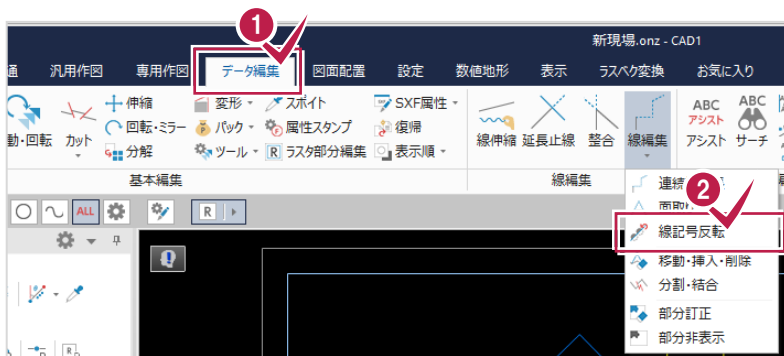 1
新現場.onz - CAD1
通 汎用作図 専用作図 データ編集 図面配置 設定 数値地形 表示 ラスベク変換 お気に入り
伸縮 変形 スポイト SXF属性
回転・ミラー パック 属性スタンプ 復帰
分解 ツール R ラスタ部分編集 表示順
動・回転 カット 線伸縮 延長止線 整合 線編集 ABC アシスト アシスト ABC サーチ
基本編集 線編集
ALL R
2
連続
面取
線記号反転
移動・挿入・削除
分割・結合
部分訂正
部分非表示